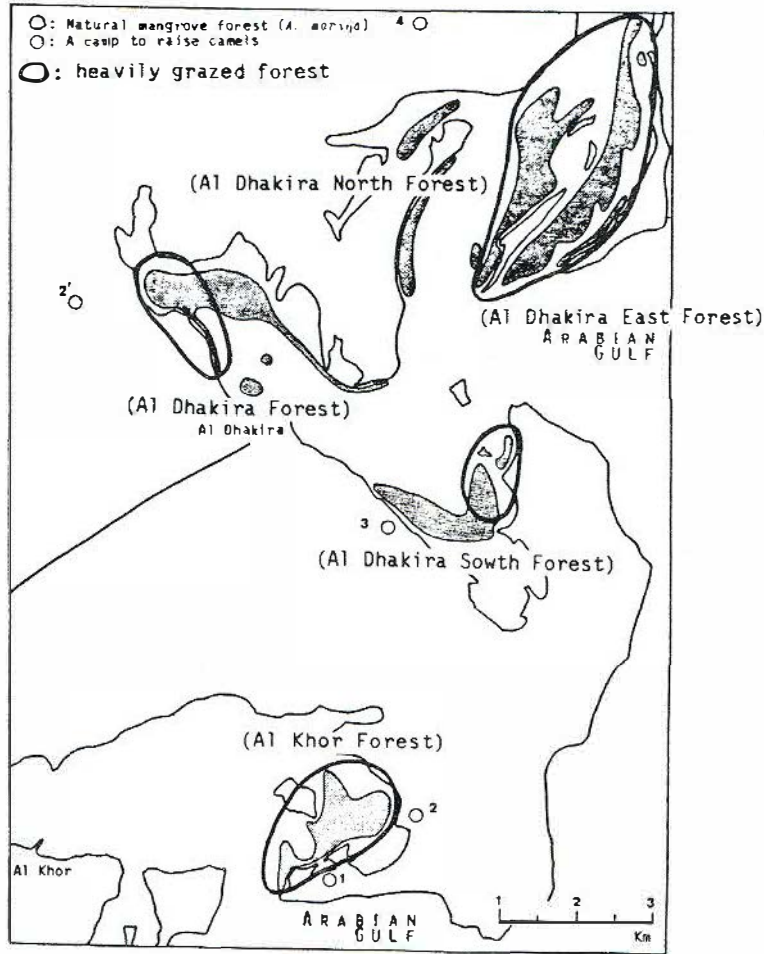 : Natural mangrove forest (A. marina)
: A camp to raise camels
: heavily grazed forest
4
(Al Dhakira North Forest)
2'
(Al Dhakira East Forest)
ARABIAN
GULF
(Al Dhakira Forest)
Al Dhakira
3
(Al Dhakira Sowth Forest)
(Al Khor Forest)
2
Al Khor
1
1 2 3
Km
ARABIAN
GULF